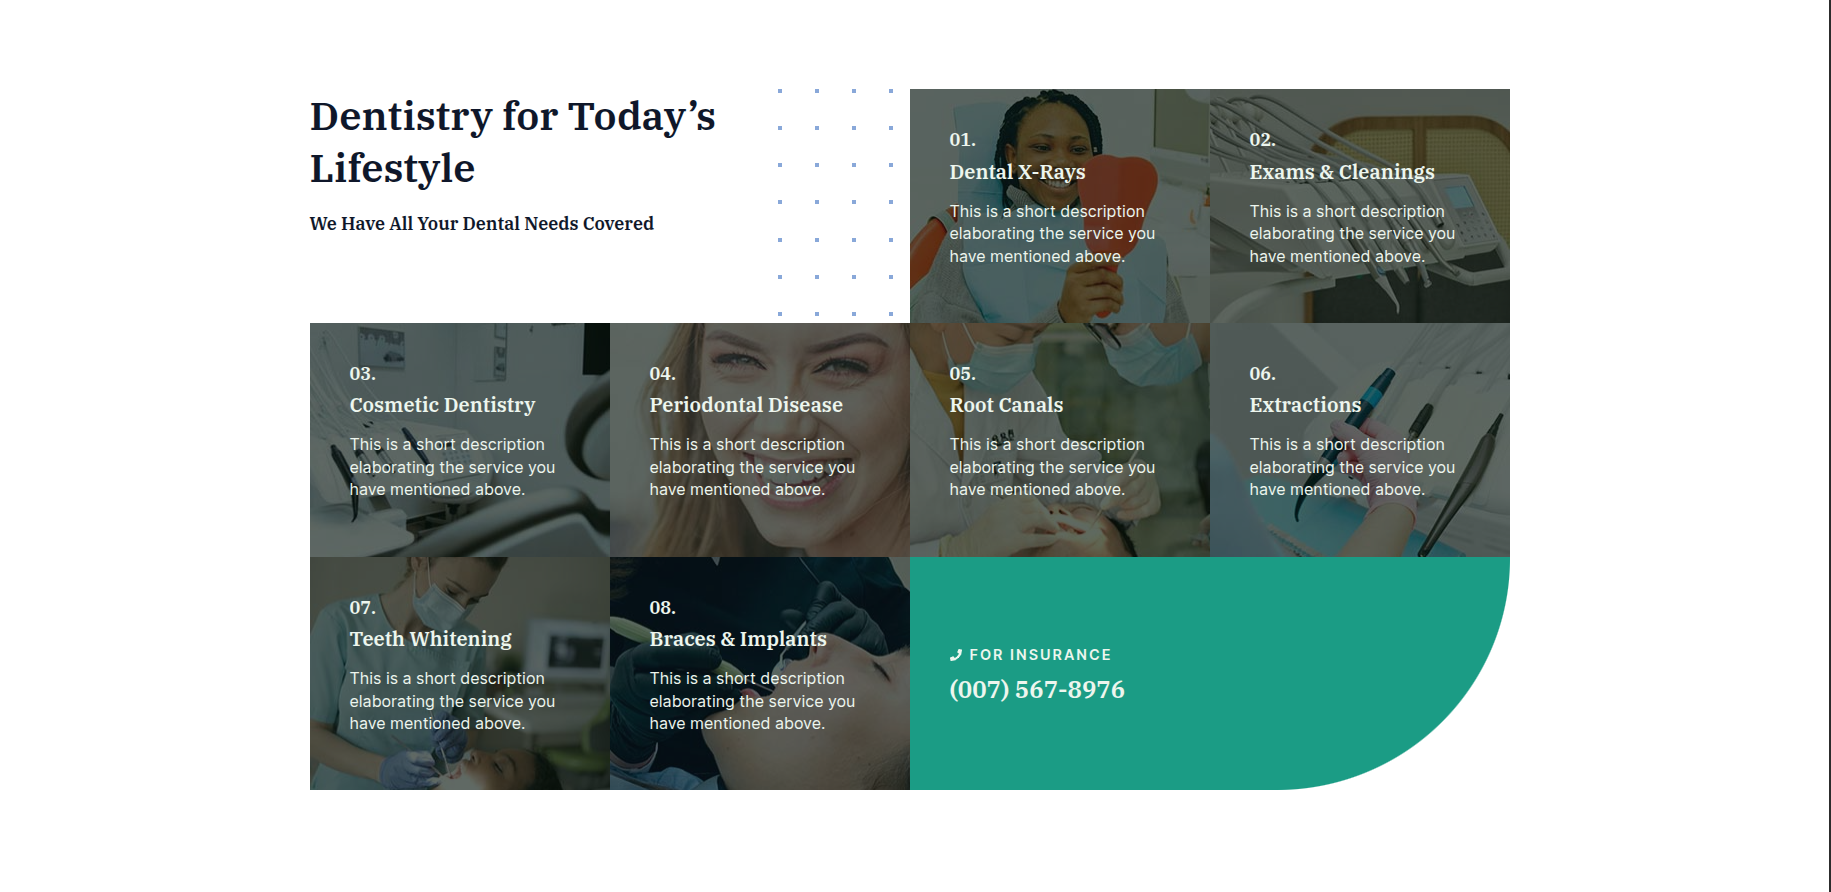 Dentistry for Today’s
Lifestyle
We Have All Your Dental Needs Covered
01.
Dental X-Rays
This is a short description
elaborating the service you
have mentioned above.
02.
Exams & Cleanings
This is a short description
elaborating the service you
have mentioned above.
03.
Cosmetic Dentistry
This is a short description
elaborating the service you
have mentioned above.
04.
Periodontal Disease
This is a short description
elaborating the service you
have mentioned above.
05.
Root Canals
This is a short description
elaborating the service you
have mentioned above.
06.
Extractions
This is a short description
elaborating the service you
have mentioned above.
07.
Teeth Whitening
This is a short description
elaborating the service you
have mentioned above.
08.
Braces & Implants
This is a short description
elaborating the service you
have mentioned above.
FOR INSURANCE
(007) 567-8976